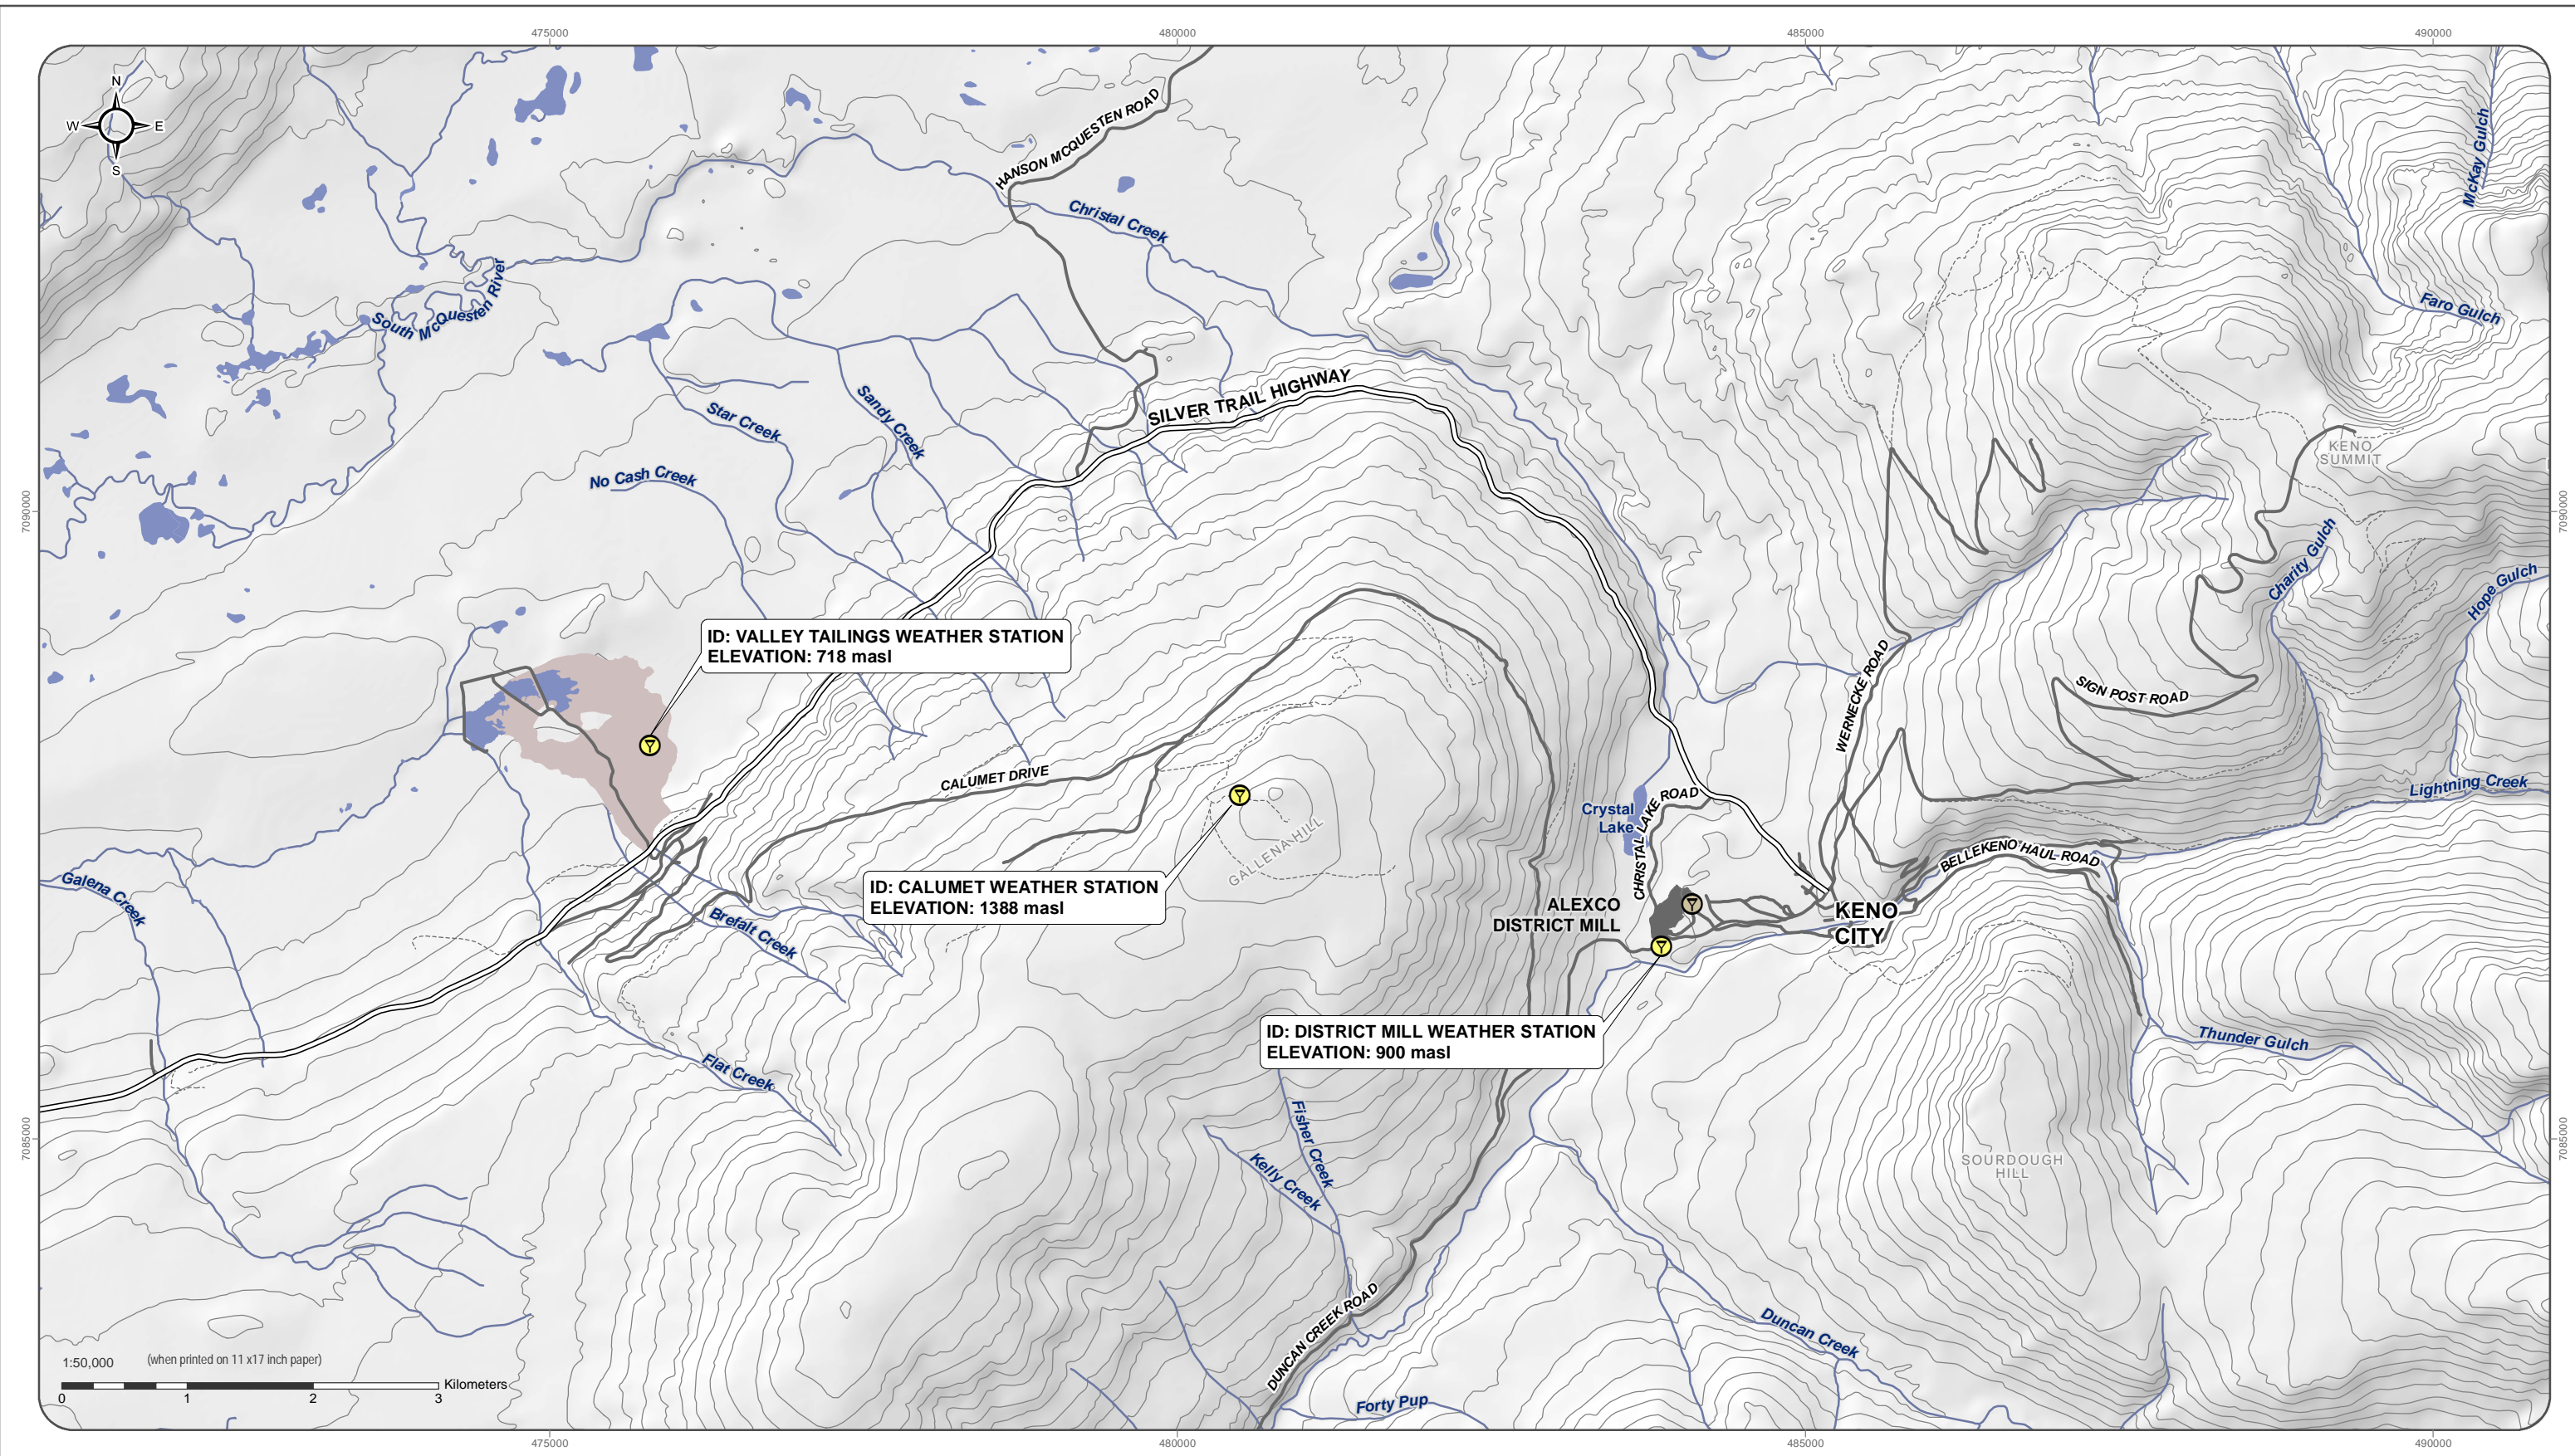 475000
480000
485000
490000
N
W
E
S
HANSON MCQUESTEN ROAD
McKay Gulch
Christal Creek
South McQuesten River
Faro Gulch
SILVER TRAIL HIGHWAY
Star Creek
Sandy Creek
KENO
SUMMIT
No Cash Creek
7090000
7090000
Charity Gulch
Hope Gulch
ID: VALLEY TAILINGS WEATHER STATION
ELEVATION: 718 masl
WERNECKE ROAD
SIGN POST ROAD
CALUMET DRIVE
Lightning Creek
Crystal
Lake
CHRISTAL LAKE ROAD
GALLENA HILL
BELLEKENO HAUL ROAD
Galena Creek
ID: CALUMET WEATHER STATION
ELEVATION: 1388 masl
ALEXCO
DISTRICT MILL
KENO
CITY
Brefalt Creek
ID: DISTRICT MILL WEATHER STATION
ELEVATION: 900 masl
Thunder Gulch
Flat Creek
Fisher Creek
Kelly Creek
7085000
7085000
SOURDOUGH
HILL
DUNCAN CREEK ROAD
Duncan Creek
Forty Pup
1:50,000 (when printed on 11 x17 inch paper)
Kilometers
0 1 2 3
475000
480000
485000
490000